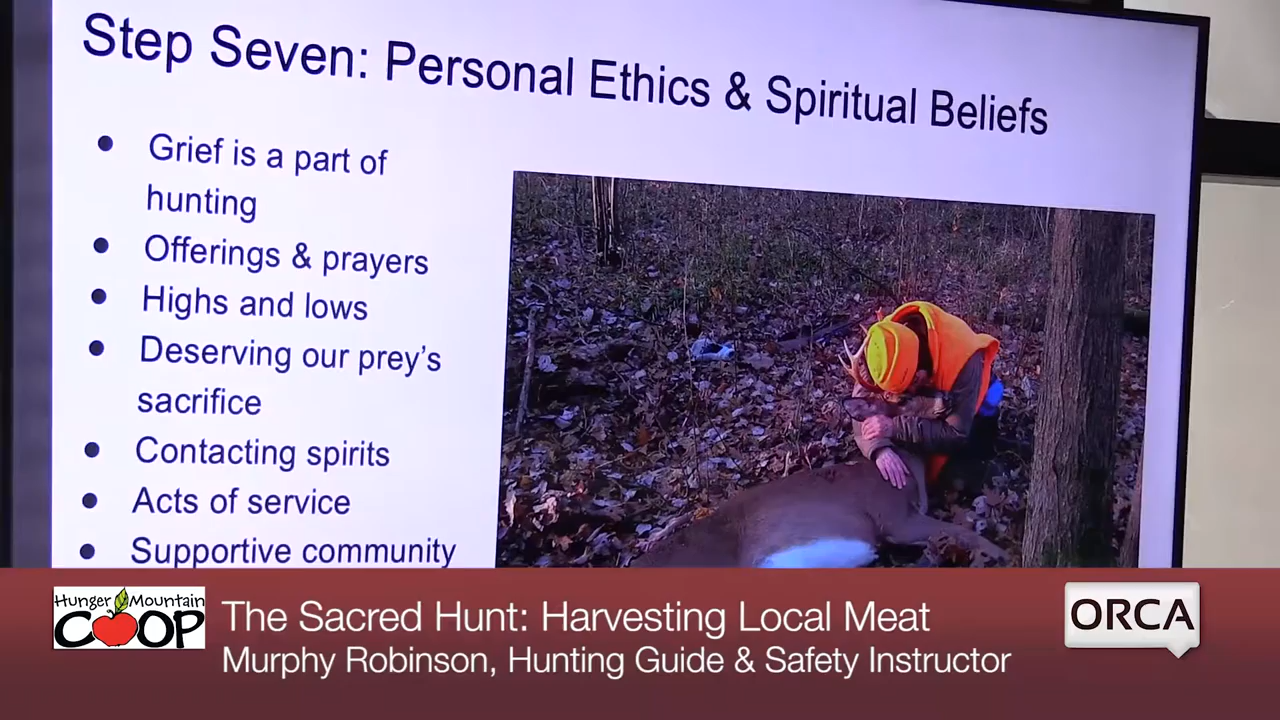 Step Seven: Personal Ethics & Spiritual Beliefs
● Grief is a part of
hunting
● Offerings & prayers
● Highs and lows
● Deserving our prey’s
sacrifice
● Contacting spirits
● Acts of service
● Supportive community
Hunger Mountain
COOP
The Sacred Hunt: Harvesting Local Meat
Murphy Robinson, Hunting Guide & Safety Instructor
ORCA